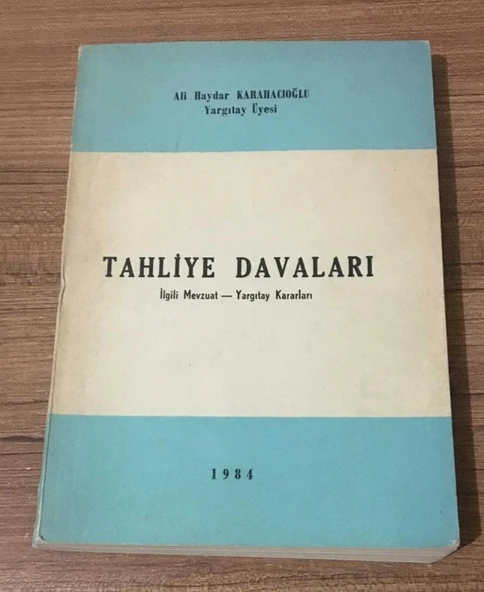 Ali Haydar KARAHACIOĞLU
Yargıtay Üyesi
TAHLİYE DAVALARI
İlgili Mevzuat — Yargıtay Kararları
1984